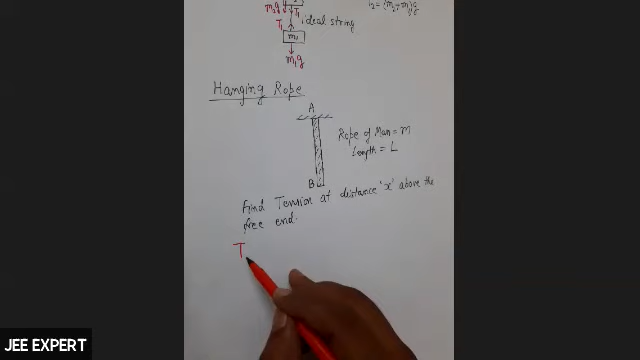 m₂g T₁
T₁ ideal string
m₁
m₁g
Hanging Rope
A
Rope of Mass = m
Length = L
B
find Tension at distance 'x' above the
free end.
T
JEE EXPERT